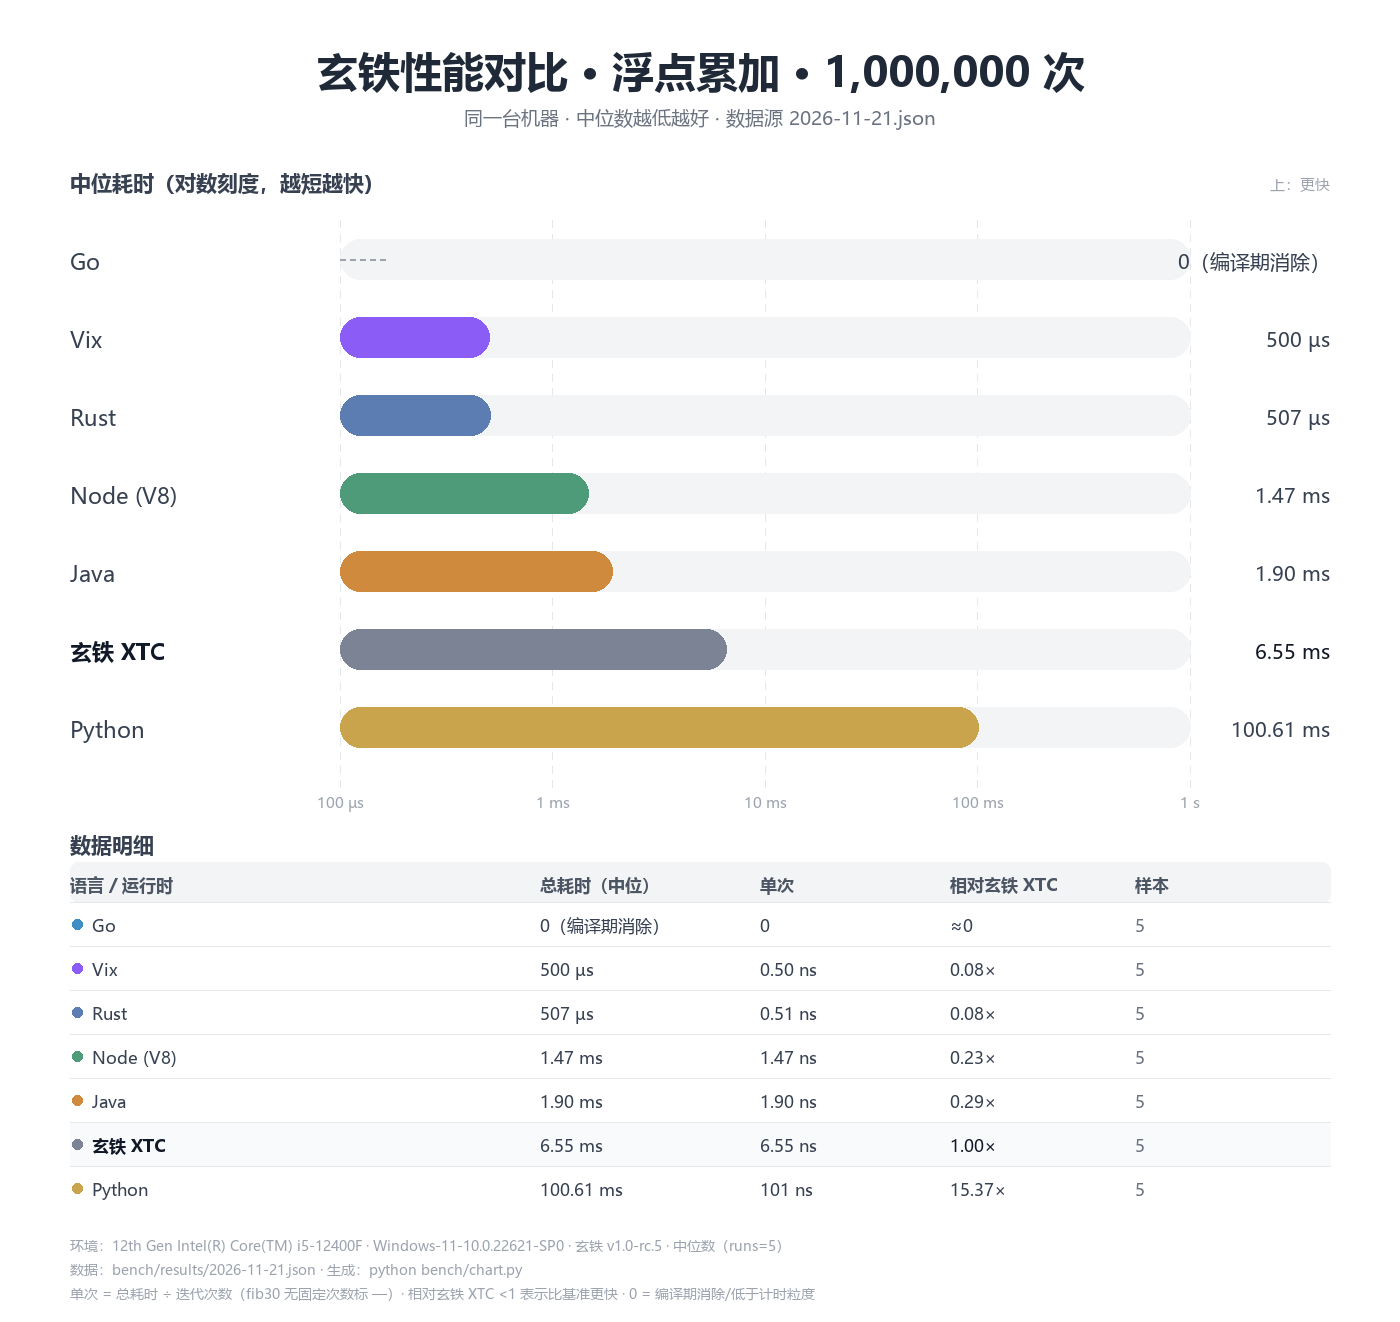 玄铁性能对比 · 浮点累加 · 1,000,000 次
同一台机器 · 中位数越低越好 · 数据源 2026-11-21.json
中位耗时（对数刻度，越短越快）
上：更快
Go
0（编译期消除）
Vix
500 µs
Rust
507 µs
Node (V8)
1.47 ms
Java
1.90 ms
玄铁 XTC
6.55 ms
Python
100.61 ms
100 µs 1 ms 10 ms 100 ms 1 s
数据明细
语言 / 运行时 总耗时（中位） 单次 相对玄铁 XTC 样本
Go 0（编译期消除） 0 ≈0 5
Vix 500 µs 0.50 ns 0.08× 5
Rust 507 µs 0.51 ns 0.08× 5
Node (V8) 1.47 ms 1.47 ns 0.23× 5
Java 1.90 ms 1.90 ns 0.29× 5
玄铁 XTC 6.55 ms 6.55 ns 1.00× 5
Python 100.61 ms 101 ns 15.37× 5
环境：12th Gen Intel(R) Core(TM) i5-12400F · Windows-11-10.0.22621-SP0 · 玄铁 v1.0-rc.5 · 中位数（runs=5）
数据：bench/results/2026-11-21.json · 生成：python bench/chart.py
单次 = 总耗时 ÷ 迭代次数（fib30 无固定次数标 —）· 相对玄铁 XTC <1 表示比基准更快 · 0 = 编译期消除/低于计时粒度